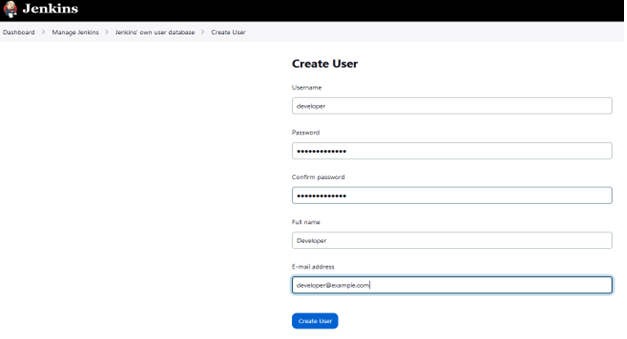 Jenkins
Dashboard > Manage Jenkins > Jenkins' own user database > Create User
Create User
Username
developer
Password
•••••••••••••
Confirm password
•••••••••••••
Full name
Developer
E-mail address
developer@example.com
Create User